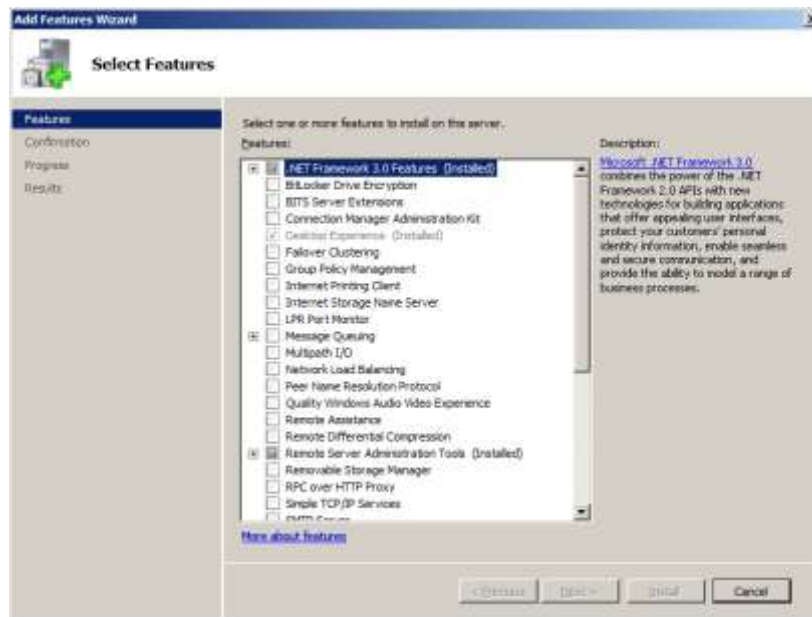 Add Features Wizard
Select Features
Features
Confirmation
Progress
Results
Select one or more features to install on this server.
Features:
.NET Framework 3.0 Features (Installed)
BitLocker Drive Encryption
BITS Server Extensions
Connection Manager Administration Kit
Desktop Experience (Installed)
Failover Clustering
Group Policy Management
Internet Printing Client
Internet Storage Name Server
LPR Port Monitor
Message Queuing
Multipath I/O
Network Load Balancing
Peer Name Resolution Protocol
Quality Windows Audio Video Experience
Remote Assistance
Remote Differential Compression
Remote Server Administration Tools (Installed)
Removable Storage Manager
RPC over HTTP Proxy
Simple TCP/IP Services
SMTP Server
More about features
Description:
Microsoft .NET Framework 3.0
combines the power of the .NET
Framework 2.0 APIs with new
technologies for building applications
that offer appealing user interfaces,
protect your customers' personal
identity information, enable seamless
and secure communication, and
provide the ability to model a range of
business processes.
< Previous
Next >
Install
Cancel